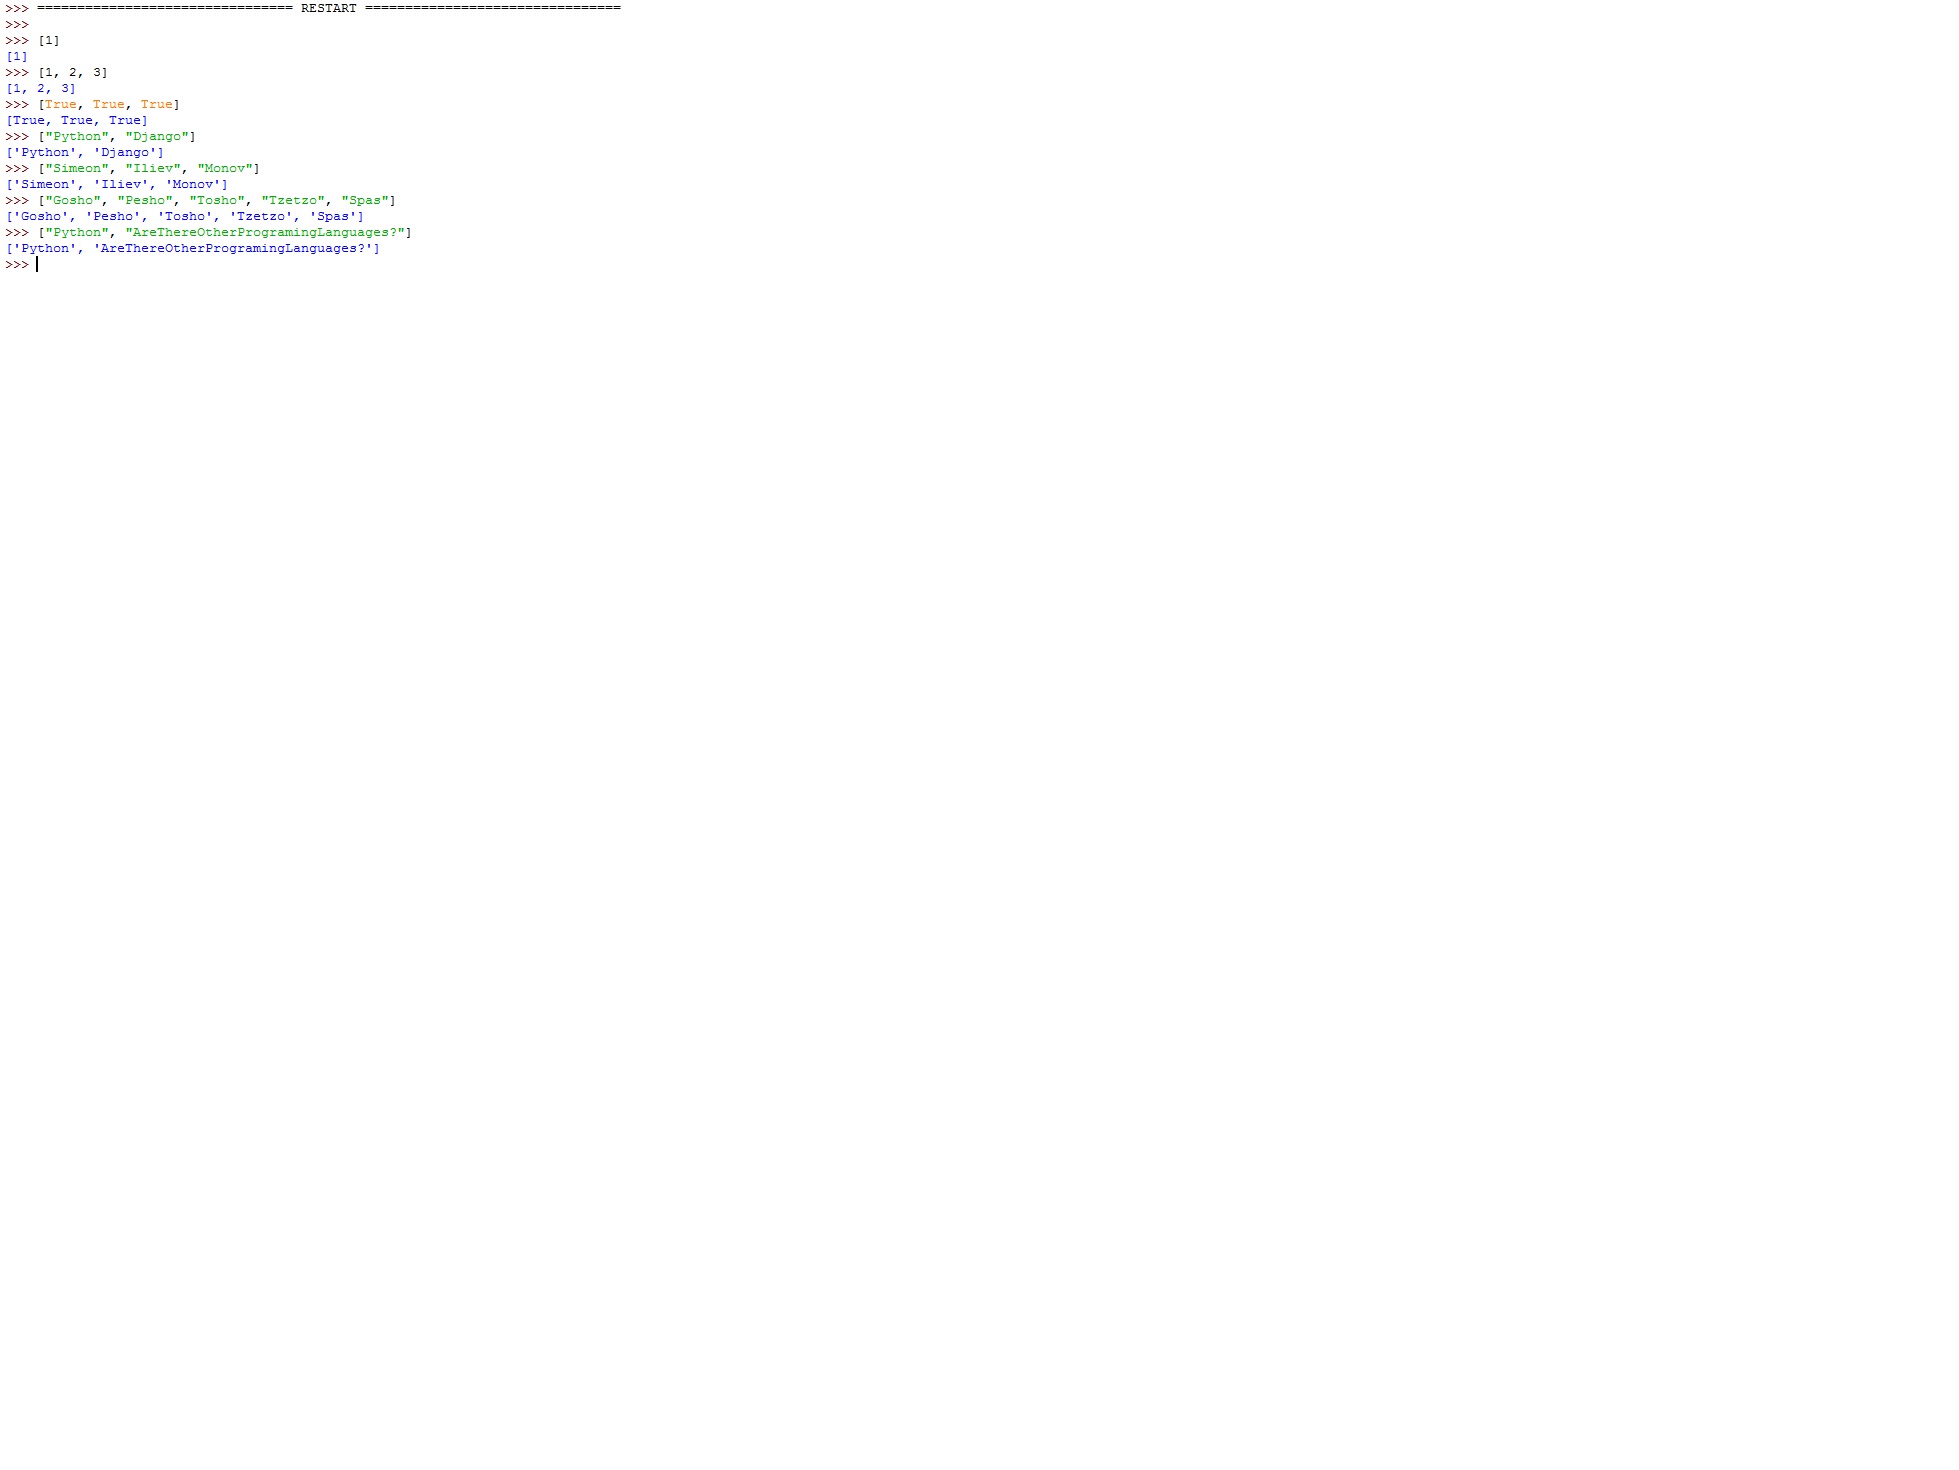 >>> ================================ RESTART ================================
>>>
>>> [1]
[1]
>>> [1, 2, 3]
[1, 2, 3]
>>> [True, True, True]
[True, True, True]
>>> ["Python", "Django"]
['Python', 'Django']
>>> ["Simeon", "Iliev", "Monov"]
['Simeon', 'Iliev', 'Monov']
>>> ["Gosho", "Pesho", "Tosho", "Tzetzo", "Spas"]
['Gosho', 'Pesho', 'Tosho', 'Tzetzo', 'Spas']
>>> ["Python", "AreThereOtherProgramingLanguages?"]
['Python', 'AreThereOtherProgramingLanguages?']
>>>